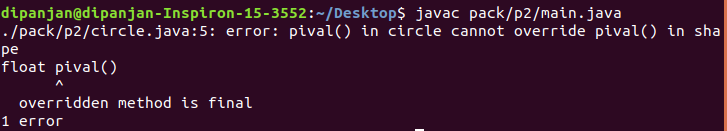 dipanjan@dipanjan-Inspiron-15-3552:~/Desktop$ javac pack/p2/main.java
./pack/p2/circle.java:5: error: pival() in circle cannot override pival() in sha
pe
float pival()
^
overridden method is final
1 error